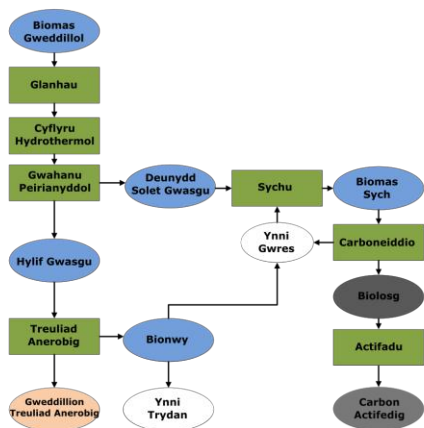 Biomas
Gweddillol
Glanhau
Cyflyru
Hydrothermol
Gwahanu
Peirianyddol
Deunydd
Solet Gwasgu
Sychu
Biomas
Sych
Ynni
Gwres
Carboneiddio
Hylif Gwasgu
Biolosg
Treuliad
Anerobig
Bionwy
Actifadu
Gweddillion
Treuliad Anerobig
Ynni
Trydan
Carbon
Actifedig